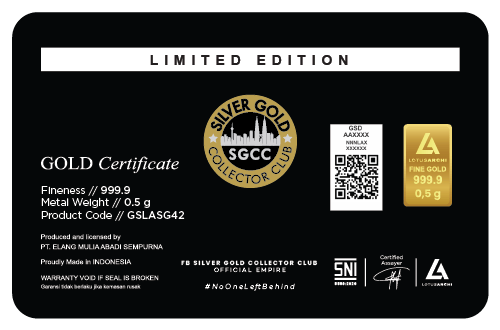 LIMITED EDITION
SILVER GOLD
SGCC
COLLECTOR CLUB
GSD
AAXXXX
NNNLAX
XXXXXX
LOTUSARCHI
FINE GOLD
999.9
0,5 g
GOLD Certificate
Fineness // 999.9
Metal Weight // 0.5 g
Product Code // GSLASG42
Produced and licensed by
PT. ELANG MULIA ABADI SEMPURNA
Proudly Made in INDONESIA
WARRANTY VOID IF SEAL IS BROKEN
Garansi tidak berlaku jika kemasan rusak
FB SILVER GOLD COLLECTOR CLUB
OFFICIAL EMPIRE
#NoOneLeftBehind
SNI
Certified
Assayer
LOTUSARCHI